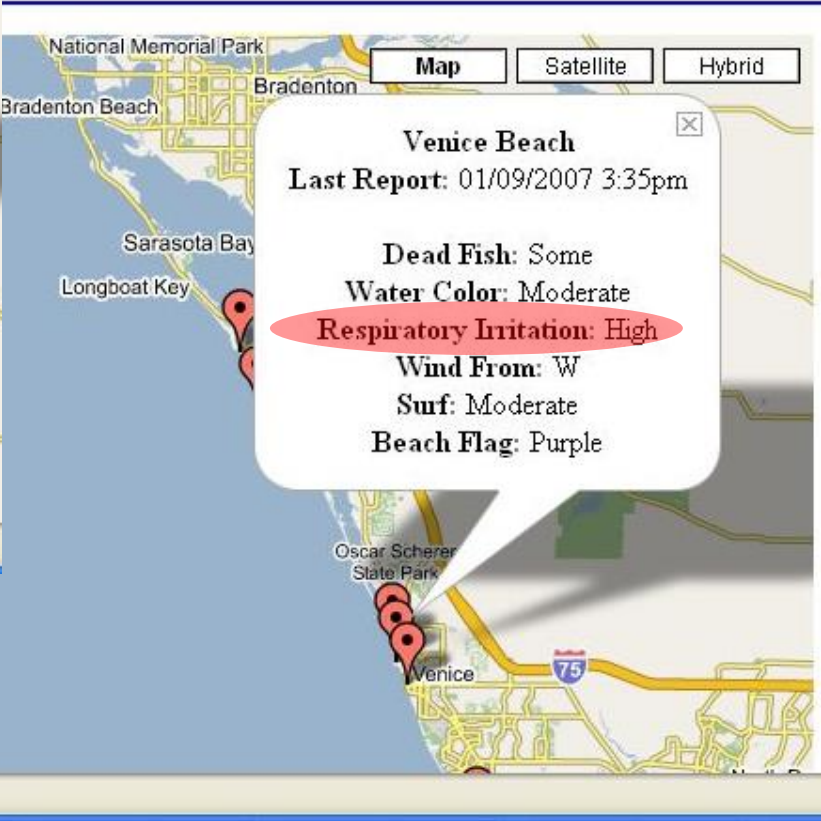 National Memorial Park
Map
Satellite
Hybrid
Bradenton
Bradenton Beach
Venice Beach
Last Report: 01/09/2007 3:35pm
Sarasota Bay
Dead Fish: Some
Longboat Key
Water Color: Moderate
Respiratory Irritation: High
Wind From: W
Surf: Moderate
Beach Flag: Purple
Oscar Scherer
State Park
Venice
75